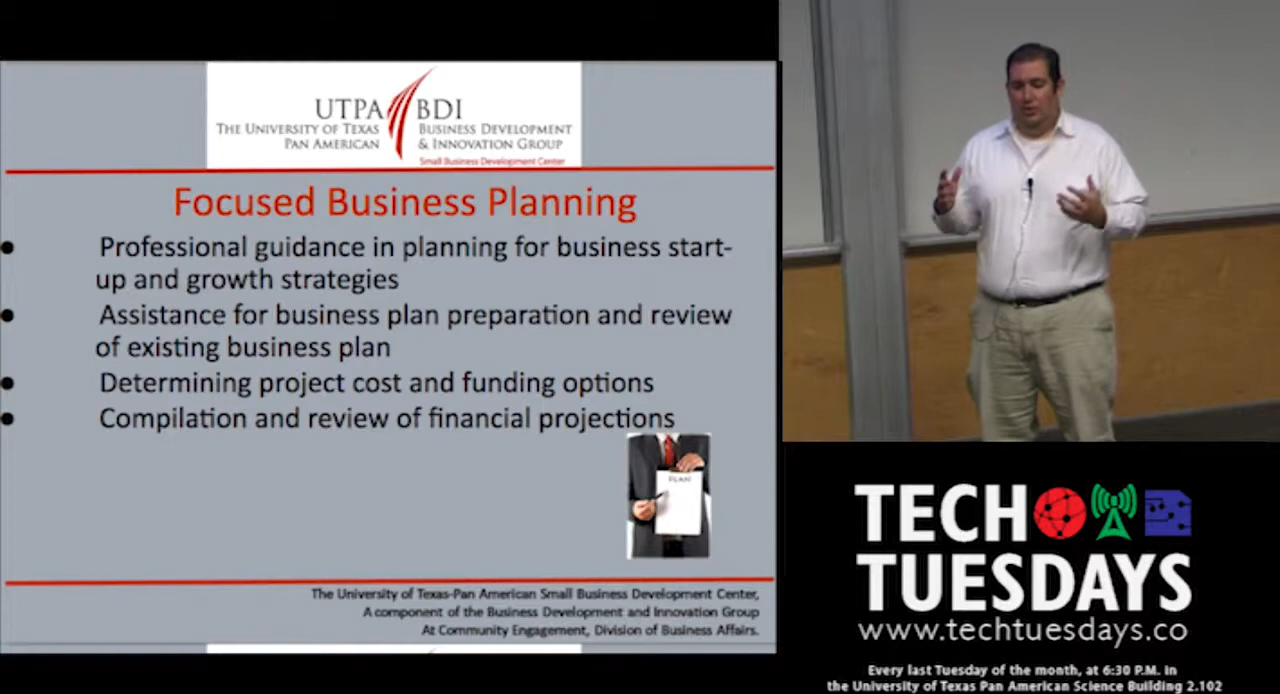 UTPA BDI
THE UNIVERSITY OF TEXAS BUSINESS DEVELOPMENT
PAN AMERICAN & INNOVATION GROUP
Small Business Development Center
Focused Business Planning
Professional guidance in planning for business start-
up and growth strategies
Assistance for business plan preparation and review
of existing business plan
Determining project cost and funding options
Compilation and review of financial projections
PLAN
The University of Texas-Pan American Small Business Development Center,
A component of the Business Development and Innovation Group
At Community Engagement, Division of Business Affairs.
TECH
TUESDAYS
www.techtuesdays.co
Every last Tuesday of the month, at 6:30 P.M. in
the University of Texas Pan American Science Building 2.102